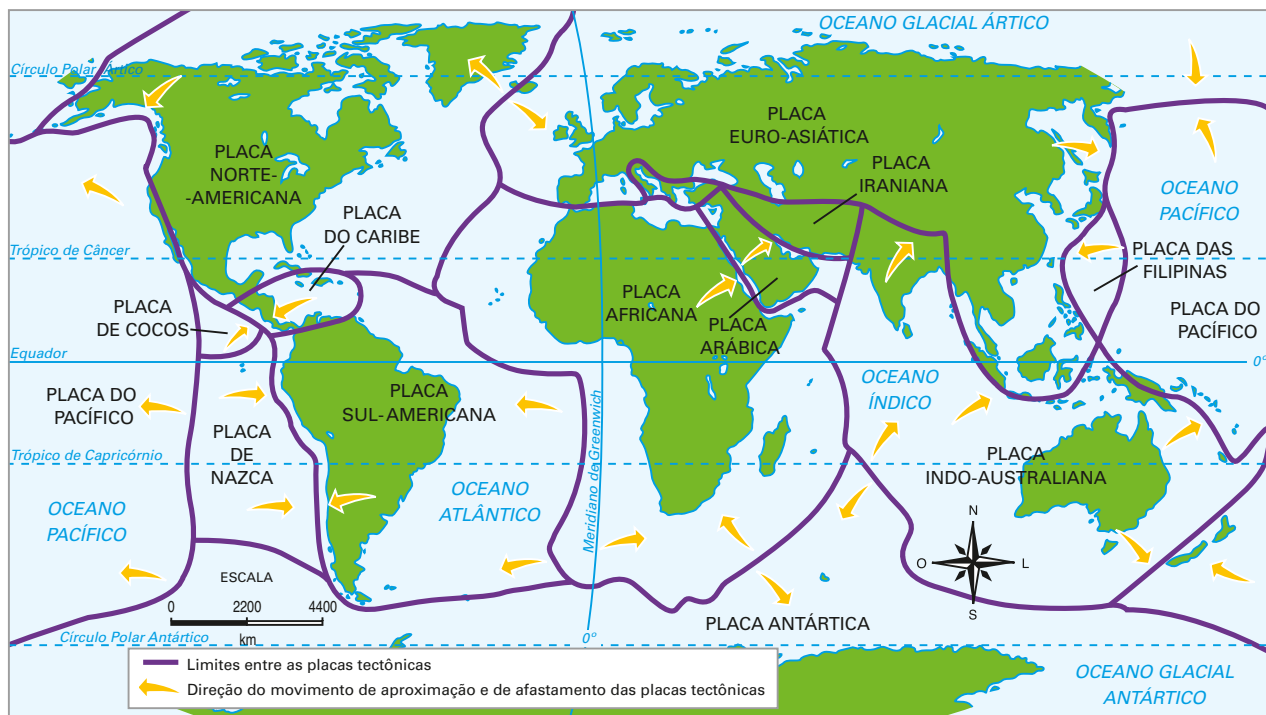 OCEANO GLACIAL ÁRTICO
Círculo Polar Ártico
PLACA
NORTE-
-AMERICANA
PLACA
EURO-ASIÁTICA
PLACA
IRANIANA
OCEANO
PACÍFICO
PLACA
DO CARIBE
Trópico de Câncer
PLACA DAS
FILIPINAS
PLACA
DE COCOS
PLACA
AFRICANA
PLACA
ARÁBICA
PLACA DO
PACÍFICO
Equador
0°
PLACA DO
PACÍFICO
PLACA
SUL-AMERICANA
OCEANO
ÍNDICO
PLACA
DE
NAZCA
Meridiano de Greenwich
Trópico de Capricórnio
PLACA
INDO-AUSTRALIANA
OCEANO
PACÍFICO
OCEANO
ATLÂNTICO
N
O
L
S
ESCALA
0
2200
4400
km
PLACA ANTÁRTICA
Círculo Polar Antártico
0°
Limites entre as placas tectônicas
Direção do movimento de aproximação e de afastamento das placas tectônicas
OCEANO GLACIAL
ANTÁRTICO